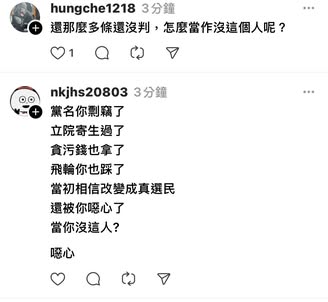 hungche1218 3分鐘
還那麼多條還沒判，怎麼當作沒這個人呢？
1
nkjhs20803 3分鐘
黨名你剽竊了
立院寄生過了
貪污錢也拿了
飛輪你也踩了
當初相信改變成真選民
還被你噁心了
當你沒這人?
噁心